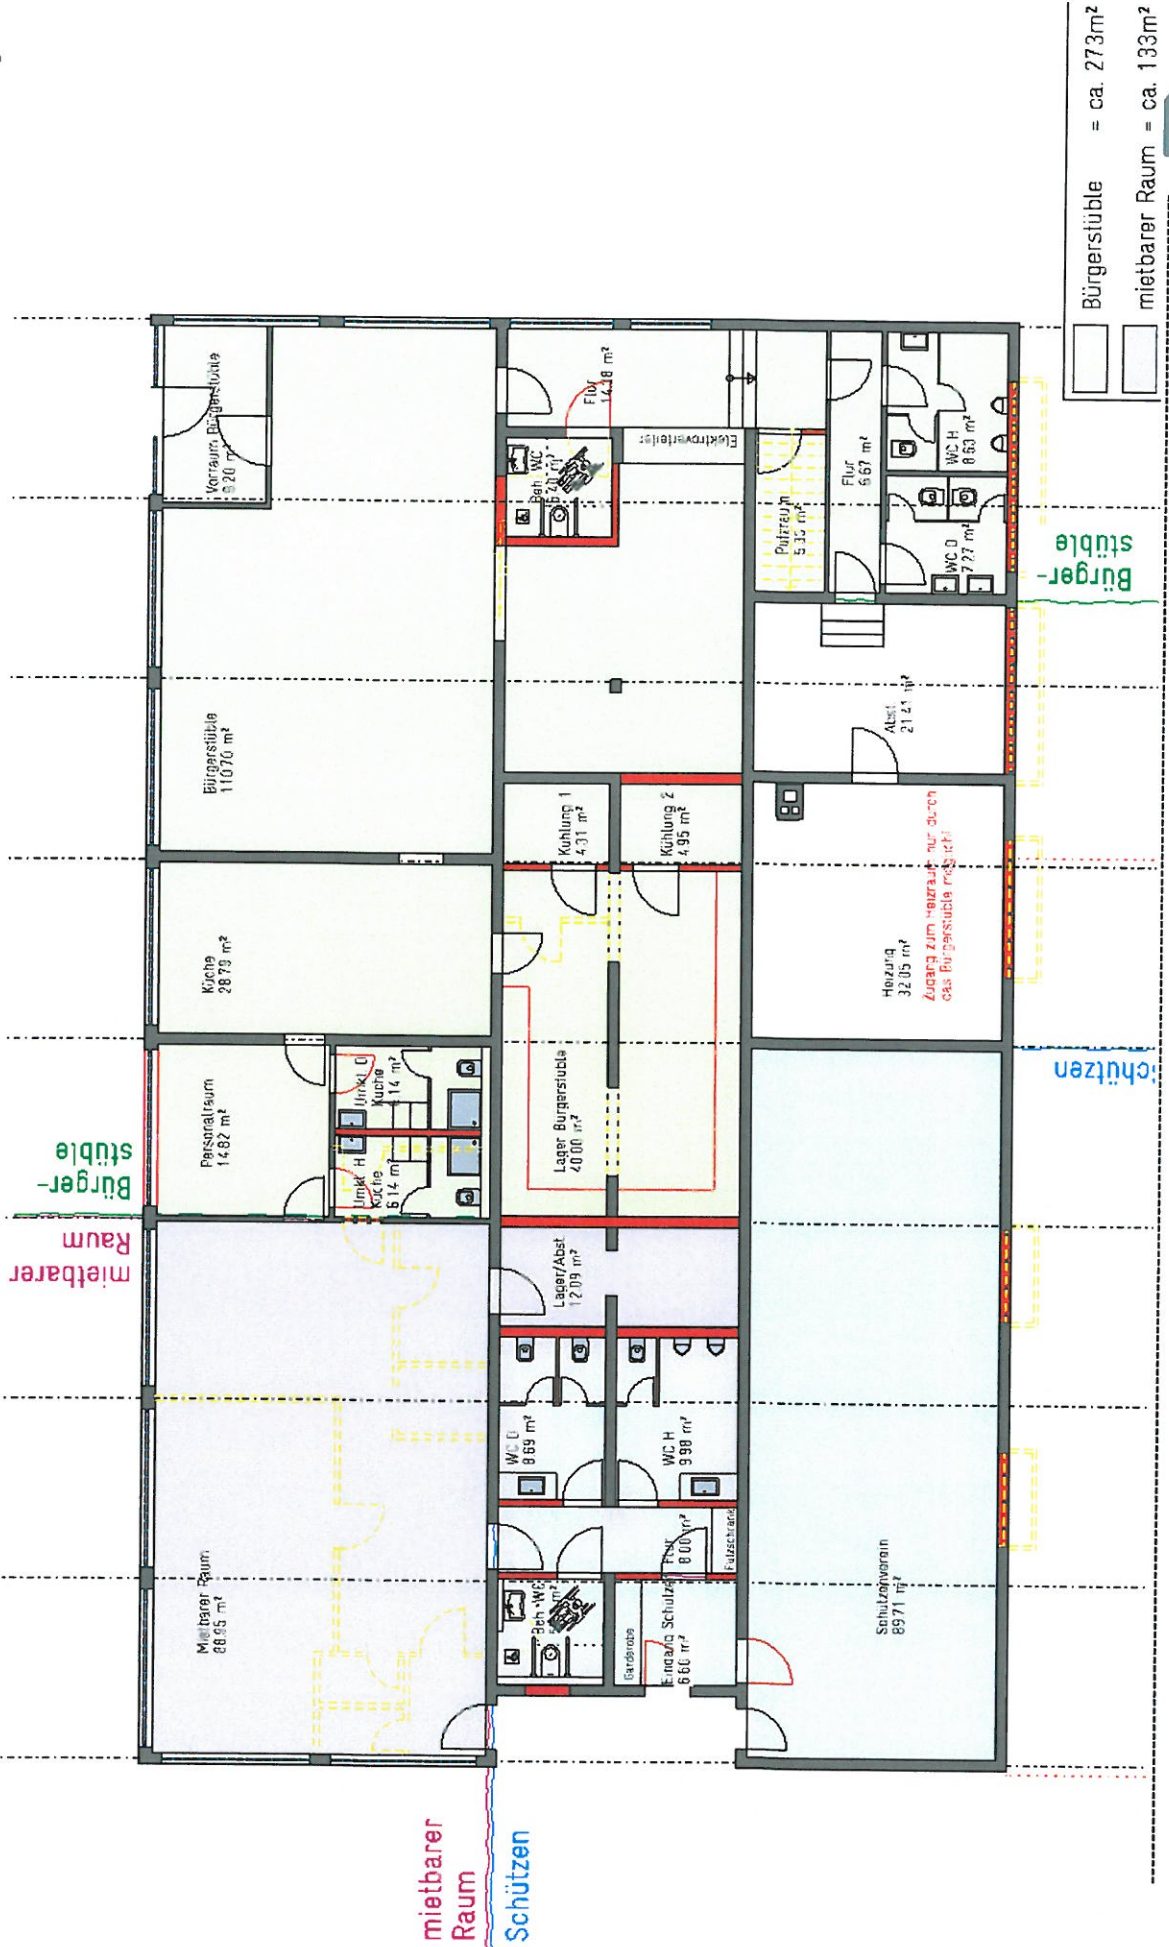 Bürgerstüble = ca. 273m²
mietbarer Raum = ca. 133m²
Vorraum Bürgerstüble
Bürgerstüble
110.70 m²
Küche
28.79 m²
Personalraum
14.82 m²
Bürger-
stüble
mietbarer
Raum
Mietbarer Raum
88.95 m²
Flur
Beh.-WC
Elektroverteiler
Kühlung 1
4.31 m²
Kühlung 2
4.95 m²
Umkl. D
Küche
Umkl. H
Küche
6.14 m²
Lager Bürgerstüble
40.00 m²
Lager/Abst.
12.09 m²
WC D
8.69 m²
WC H
9.98 m²
Flur
8.00 m²
Putzschrank
Beh.-WC
Garderobe
Eingang Schütze
6.60 m²
Putzraum
Flur
6.67 m²
WC H
8.63 m²
WC D
7.27 m²
Abst.
21.41 m²
Heizung
32.05 m²
Zugang zum Heizraum nur durch
das Bürgerstüble möglich!
Schützenverein
89.71 m²
Bürger-
stüble
chützen
mietbarer
Raum
Schützen